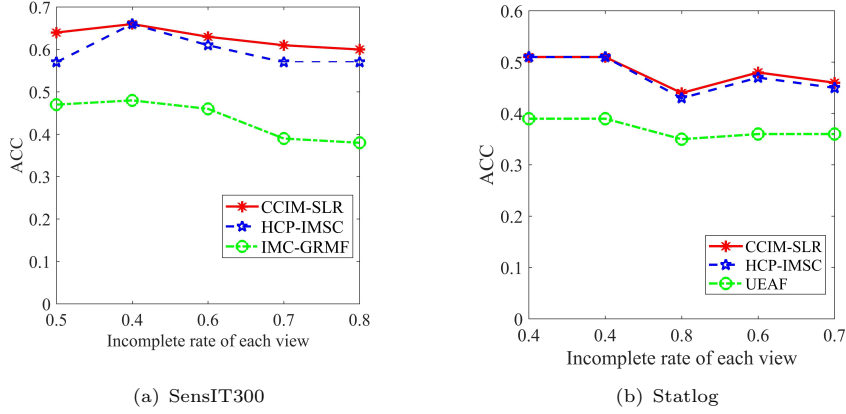 0.7
0.6
0.5
0.4
0.3
0.2
0.1
0
ACC
CCIM-SLR
HCP-IMSC
IMC-GRMF
0.5 0.4 0.6 0.7 0.8
Incomplete rate of each view
(a) SensIT300
0.6
0.5
0.4
0.3
0.2
0.1
0
ACC
CCIM-SLR
HCP-IMSC
UEAF
0.4 0.4 0.8 0.6 0.7
Incomplete rate of each view
(b) Statlog